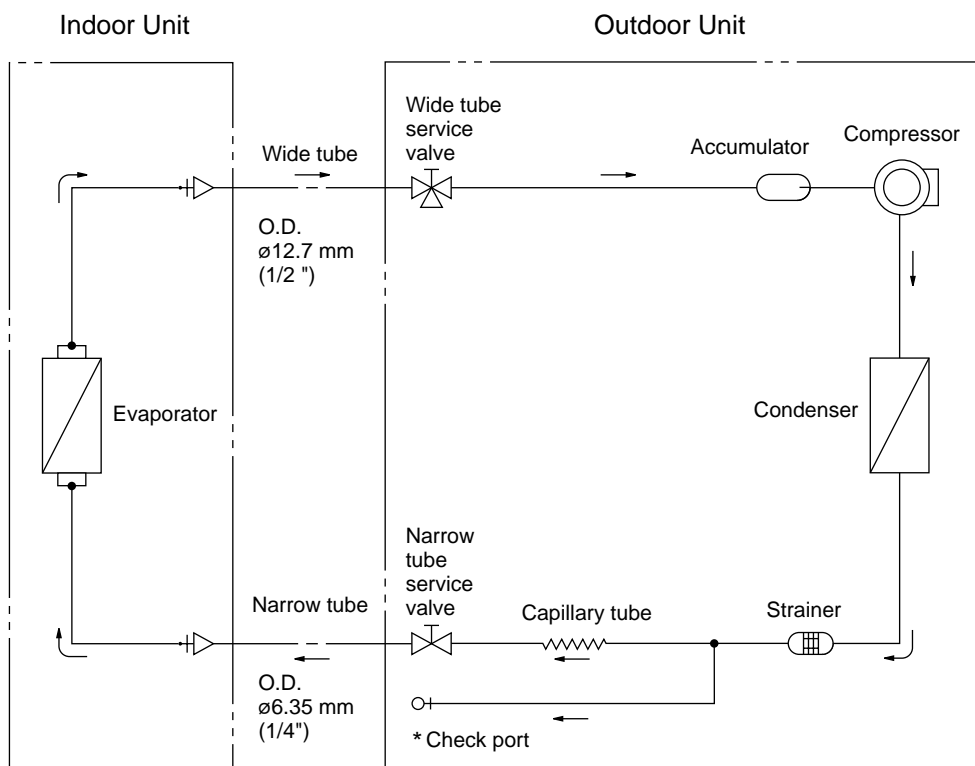 Indoor Unit
Outdoor Unit
Wide tube
service
valve
Accumulator
Compressor
Wide tube
O.D.
ø12.7 mm
(1/2 ")
Evaporator
Condenser
Narrow
tube
service
valve
Narrow tube
Capillary tube
Strainer
O.D.
ø6.35 mm
(1/4")
* Check port